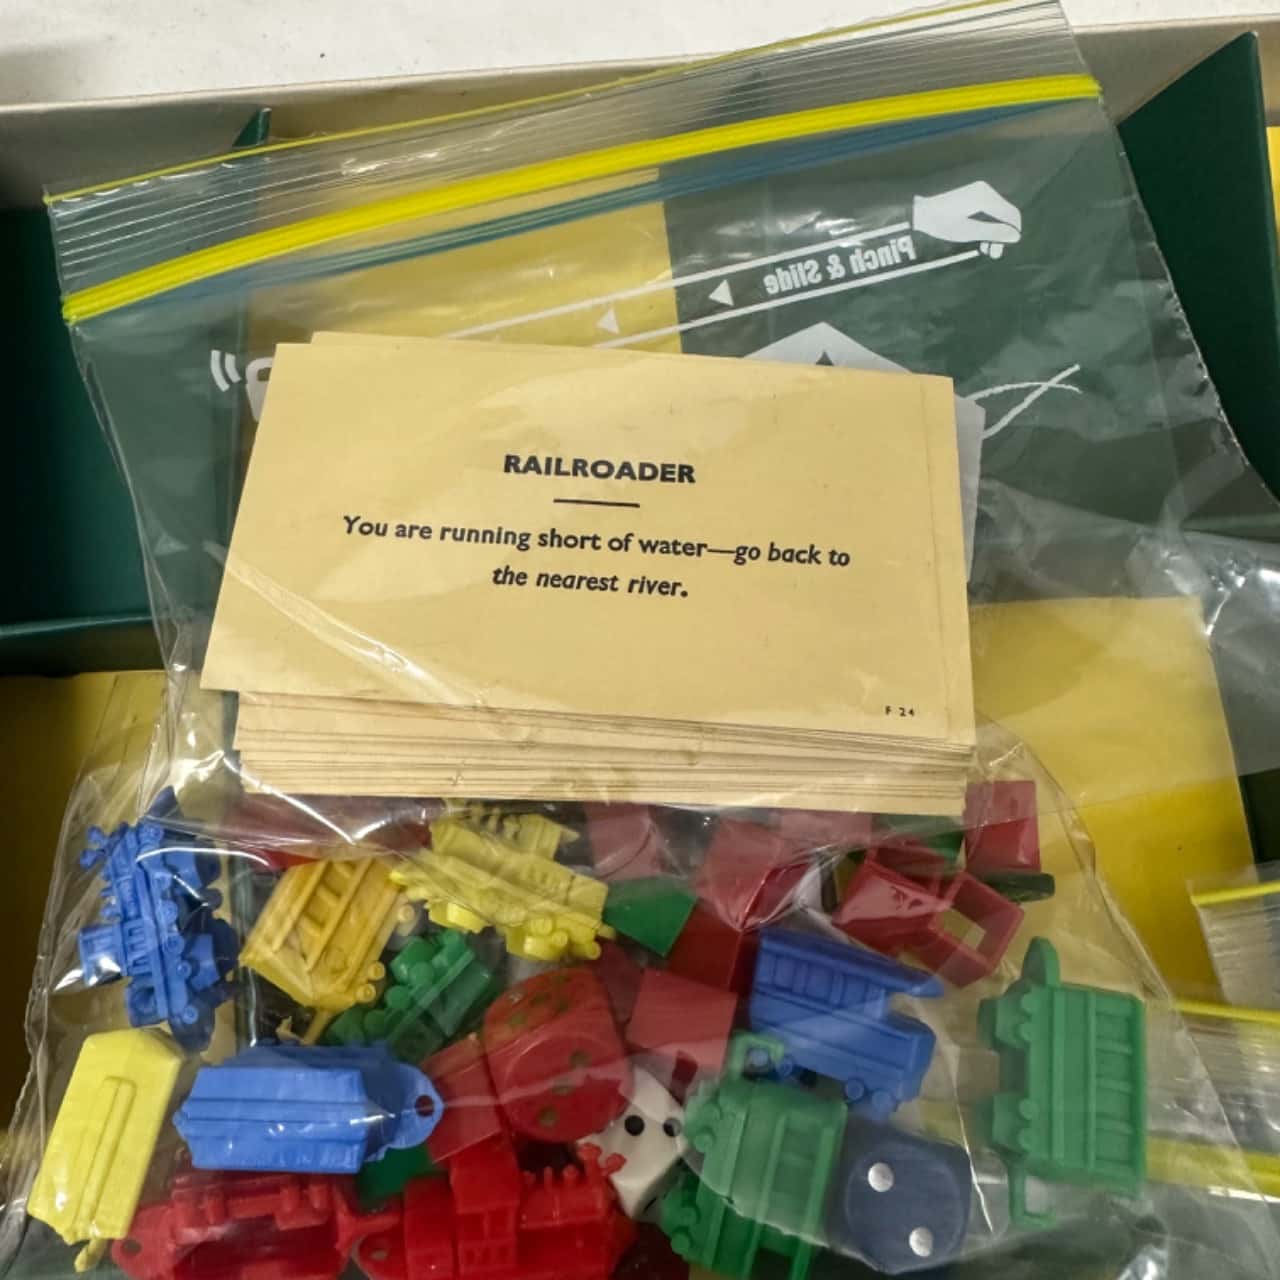 Pinch & Slide
RAILROADER
You are running short of water—go back to
the nearest river.
F 24